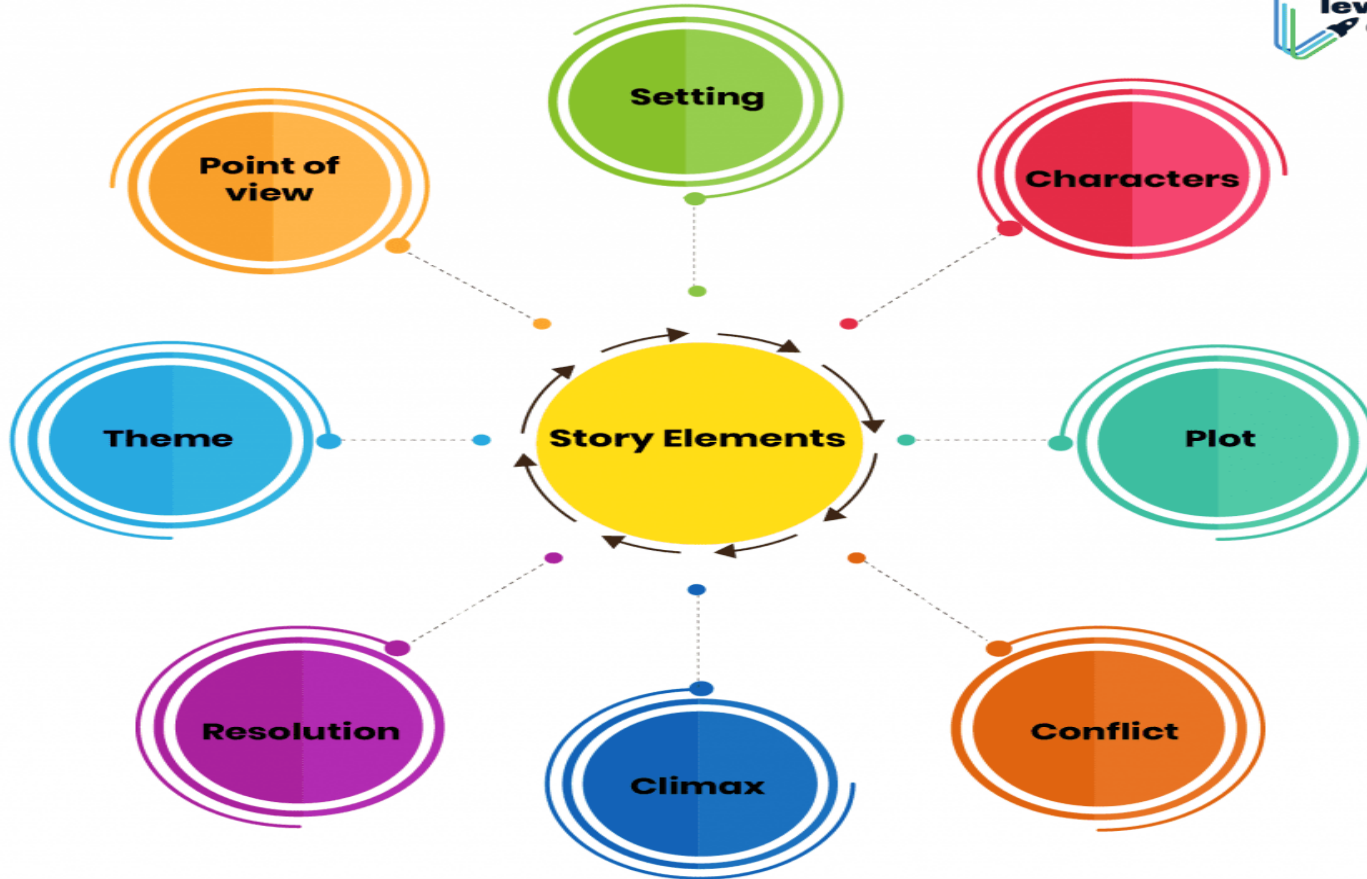 Setting
Point of
view
Characters
Story Elements
Theme
Plot
Resolution
Conflict
Climax